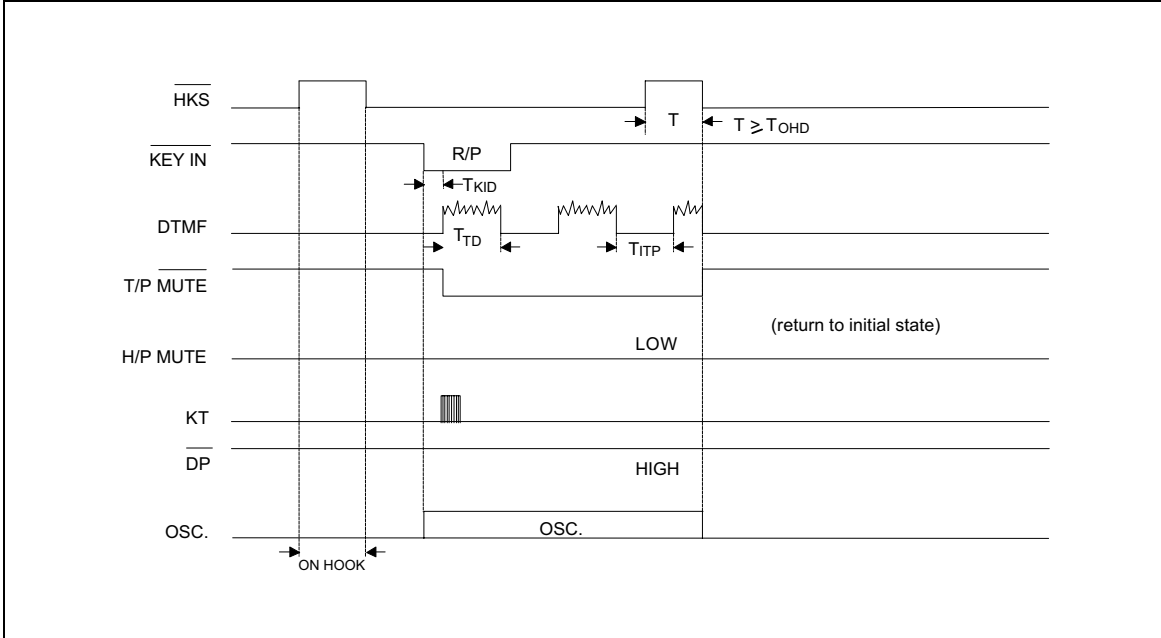 HKS
T
T ≥ TOHD
KEY IN
R/P
TKID
DTMF
TTD
TITP
T/P MUTE
(return to initial state)
LOW
H/P MUTE
KT
DP
HIGH
OSC.
OSC.
ON HOOK